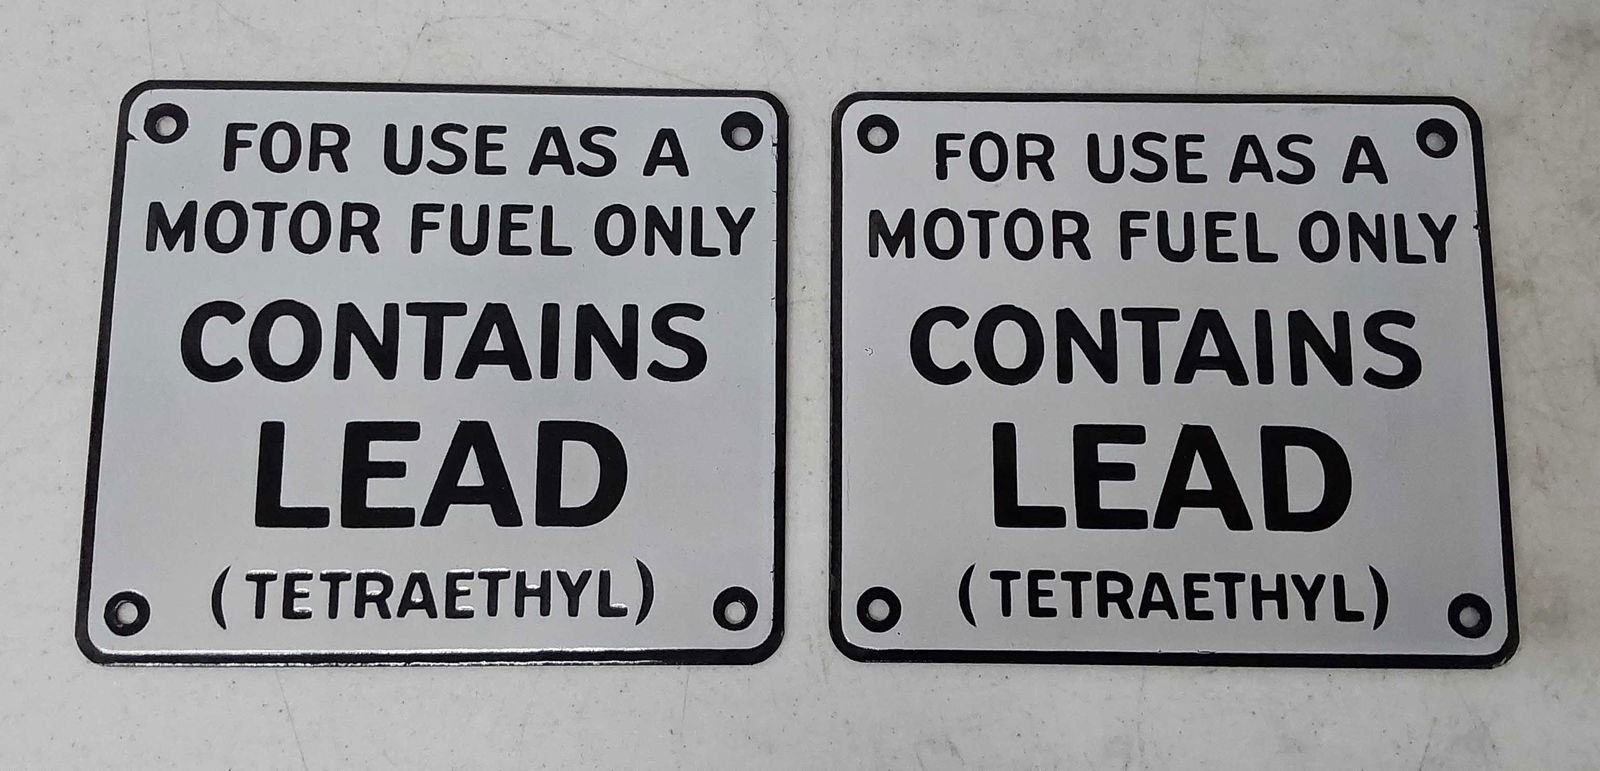 FOR USE AS A
MOTOR FUEL ONLY
CONTAINS
LEAD
(TETRAETHYL)
FOR USE AS A
MOTOR FUEL ONLY
CONTAINS
LEAD
(TETRAETHYL)